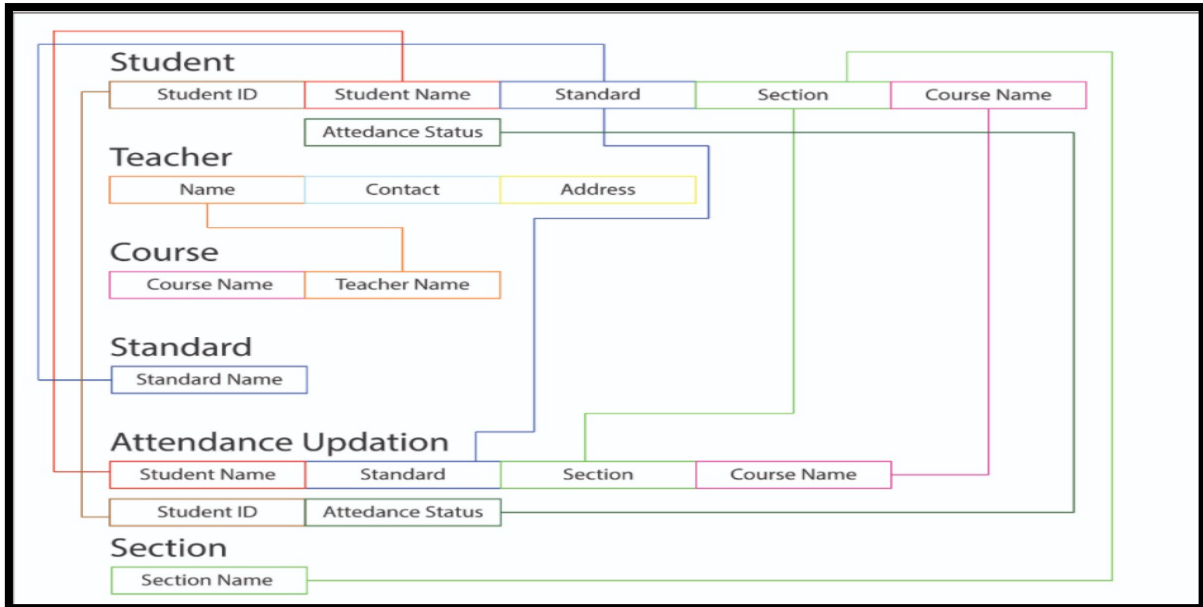 Student
Student ID Student Name Standard Section Course Name
Attedance Status
Teacher
Name Contact Address
Course
Course Name Teacher Name
Standard
Standard Name
Attendance Updation
Student Name Standard Section Course Name
Student ID Attedance Status
Section
Section Name